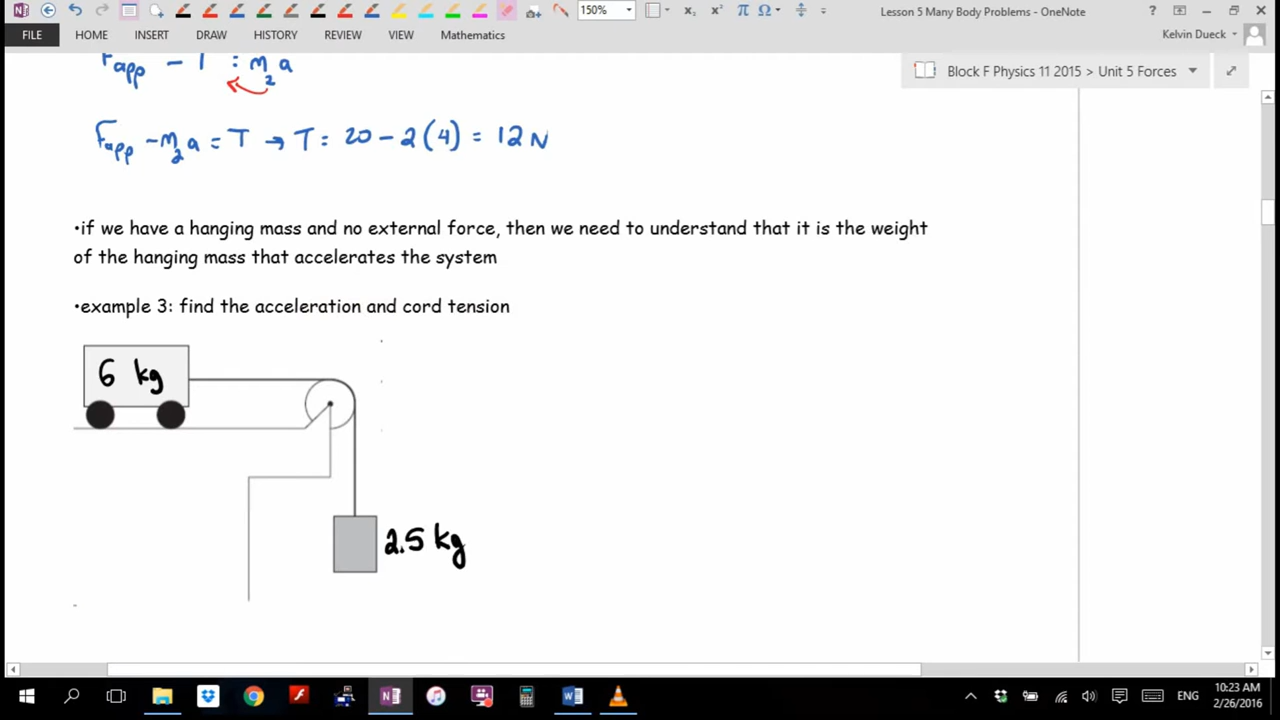 150%
Lesson 5 Many Body Problems - OneNote
FILE HOME INSERT DRAW HISTORY REVIEW VIEW Mathematics
Kelvin Dueck
Block F Physics 11 2015 > Unit 5 Forces
Fapp - T = m₂a
Fapp - m₂a = T → T = 20 - 2(4) = 12 N
•if we have a hanging mass and no external force, then we need to understand that it is the weight
of the hanging mass that accelerates the system
•example 3: find the acceleration and cord tension
6 kg
2.5 kg
ENG
10:23 AM
2/26/2016